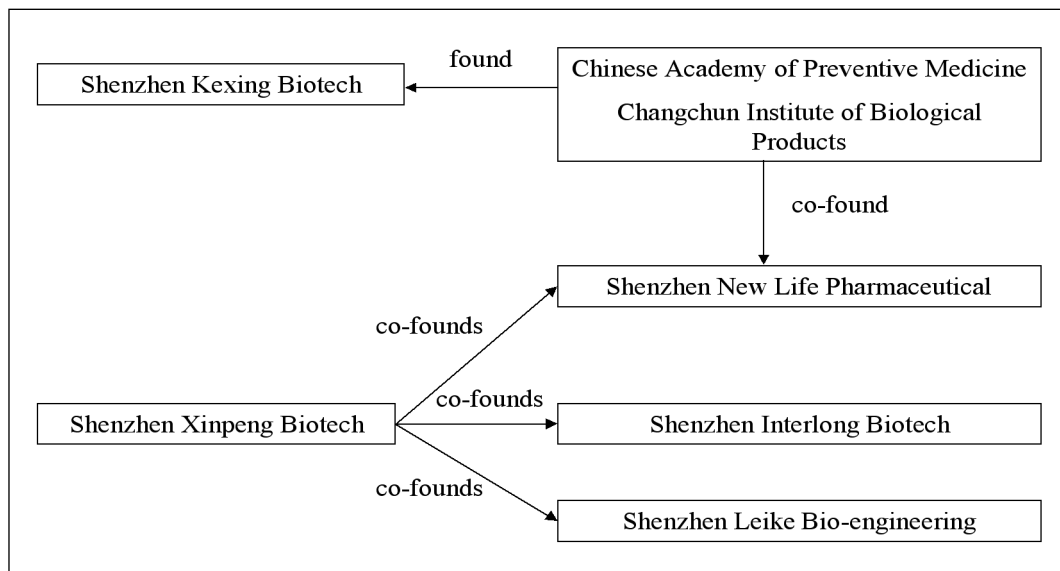 found
Shenzhen Kexing Biotech
Chinese Academy of Preventive Medicine
Changchun Institute of Biological
Products
co-found
Shenzhen New Life Pharmaceutical
co-founds
Shenzhen Xinpeng Biotech
co-founds
Shenzhen Interlong Biotech
co-founds
Shenzhen Leike Bio-engineering